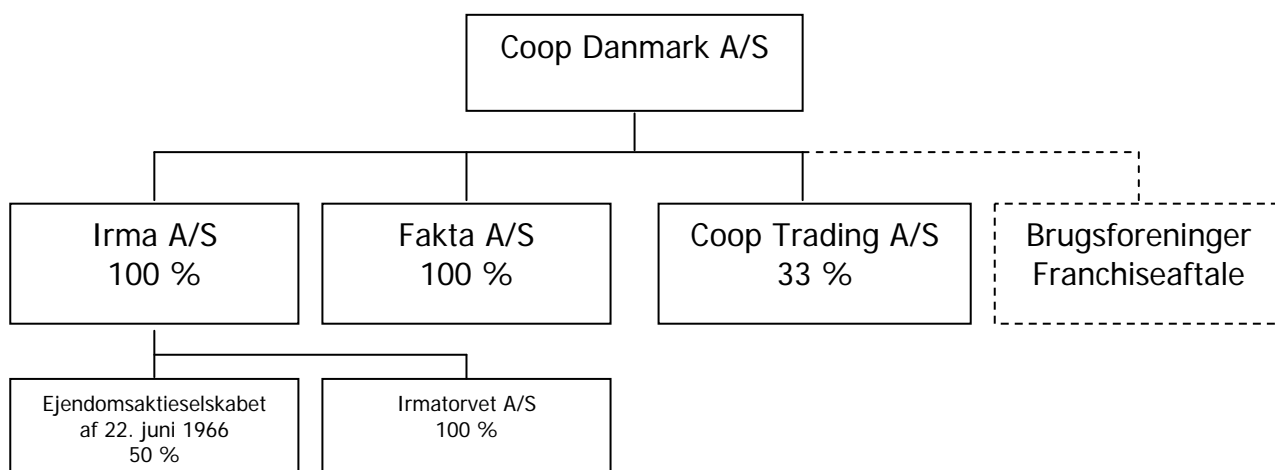 Coop Danmark A/S
Irma A/S
100 %
Fakta A/S
100 %
Coop Trading A/S
33 %
Brugsforeninger
Franchiseaftale
Ejendomsaktieselskabet
af 22. juni 1966
50 %
Irmatorvet A/S
100 %